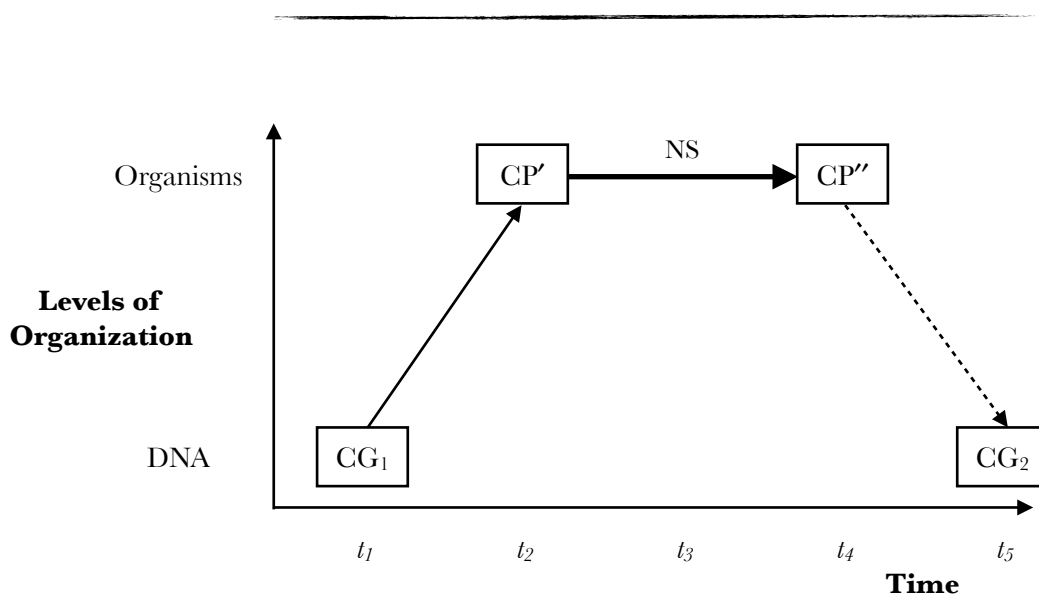 NS
Organisms
CP′
CP″
Levels of
Organization
DNA
CG₁
CG₂
t₁
t₂
t₃
t₄
t₅
Time